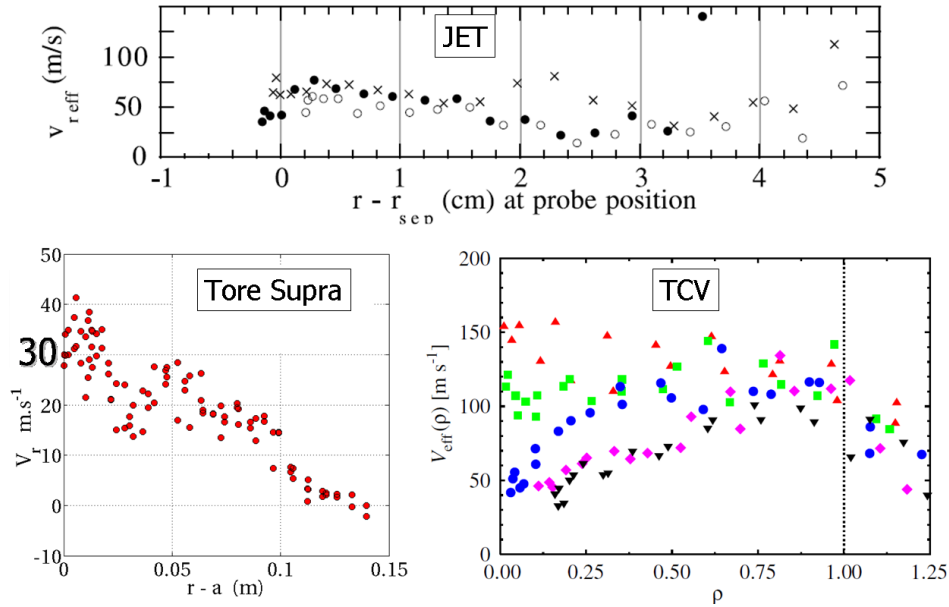 JET
v r eff (m/s)
100
50
0
-1 0 1 2 3 4 5
r - r sep (cm) at probe position
Tore Supra
V r m.s-1
50
40
30
20
10
0
-10
0 0.05 0.1 0.15
r - a (m)
TCV
Veff(ρ) [m s-1]
200
150
100
50
0
0.00 0.25 0.50 0.75 1.00 1.25
ρ